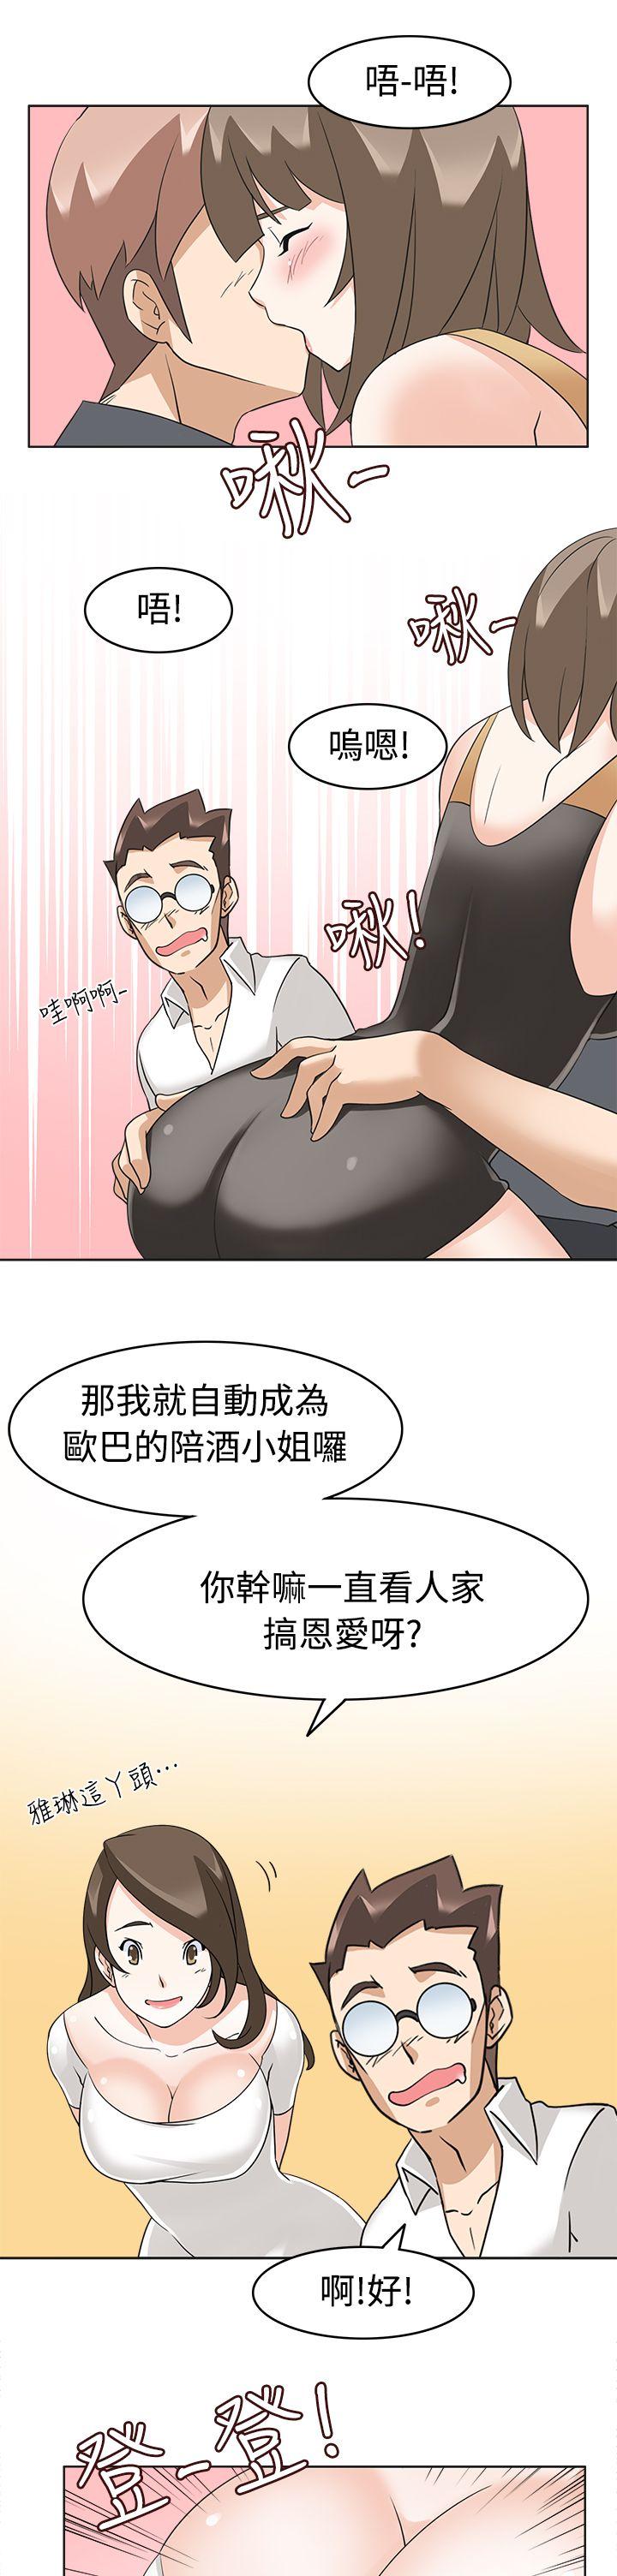 唔-唔!
啾-
唔!
啾-
嗚嗯!
啾!
哇啊啊-
那我就自動成為
歐巴的陪酒小姐囉
你幹嘛一直看人家
搞恩愛呀?
雅琳這丫頭…
啊!好!
登-登!